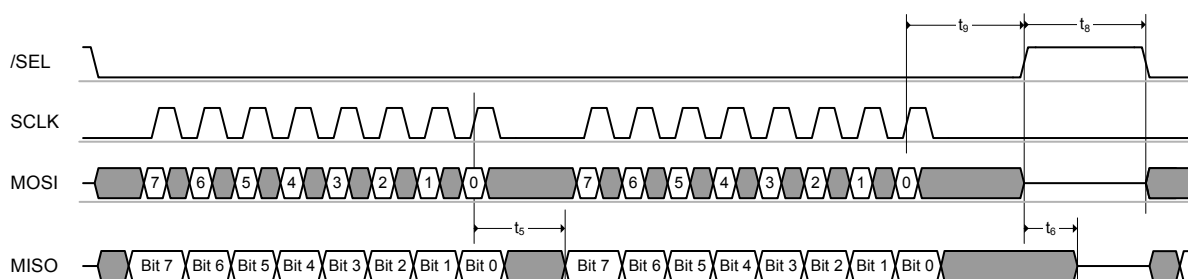 t9 t8
/SEL
SCLK
MOSI 7 6 5 4 3 2 1 0 7 6 5 4 3 2 1 0
t5 t6
MISO Bit 7 Bit 6 Bit 5 Bit 4 Bit 3 Bit 2 Bit 1 Bit 0 Bit 7 Bit 6 Bit 5 Bit 4 Bit 3 Bit 2 Bit 1 Bit 0